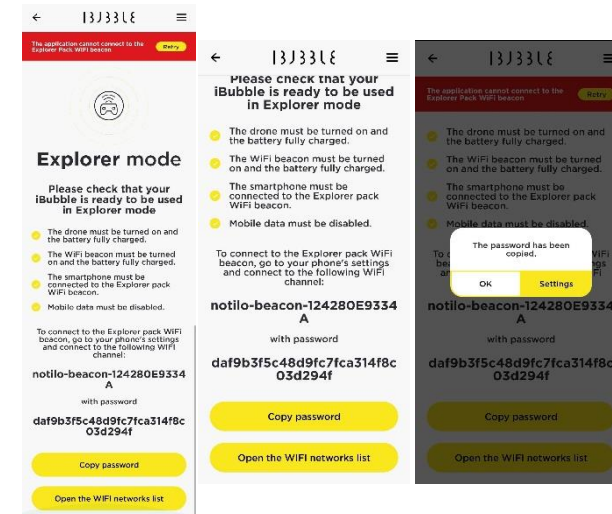 The application cannot connect to the
Explorer Pack WiFi beacon
Retry
Explorer mode
Please check that your
iBubble is ready to be used
in Explorer mode
The drone must be turned on and
the battery fully charged.
The WiFi beacon must be turned
on and the battery fully charged.
The smartphone must be
connected to the Explorer pack
WiFi beacon.
Mobile data must be disabled.
To connect to the Explorer pack WiFi
beacon, go to your phone's settings
and connect to the following WiFi
channel:
notilo-beacon-124280E9334
A
with password
daf9b3f5c48d9fc7fca314f8c
03d294f
Copy password
Open the WIFI networks list
Please check that your
iBubble is ready to be used
in Explorer mode
The drone must be turned on and
the battery fully charged.
The WiFi beacon must be turned
on and the battery fully charged.
The smartphone must be
connected to the Explorer pack
WiFi beacon.
Mobile data must be disabled.
To connect to the Explorer pack WiFi
beacon, go to your phone's settings
and connect to the following WiFi
channel:
notilo-beacon-124280E9334
A
with password
daf9b3f5c48d9fc7fca314f8c
03d294f
Copy password
Open the WIFI networks list
The application cannot connect to the
Explorer Pack WiFi beacon
Retry
The drone must be turned on and
the battery fully charged.
The WiFi beacon must be turned
on and the battery fully charged.
The smartphone must be
connected to the Explorer pack
WiFi beacon.
Mobile data must be disabled.
The password has been
copied.
OK
Settings
notilo-beacon-124280E9334
A
with password
daf9b3f5c48d9fc7fca314f8c
03d294f
Copy password
Open the WIFI networks list